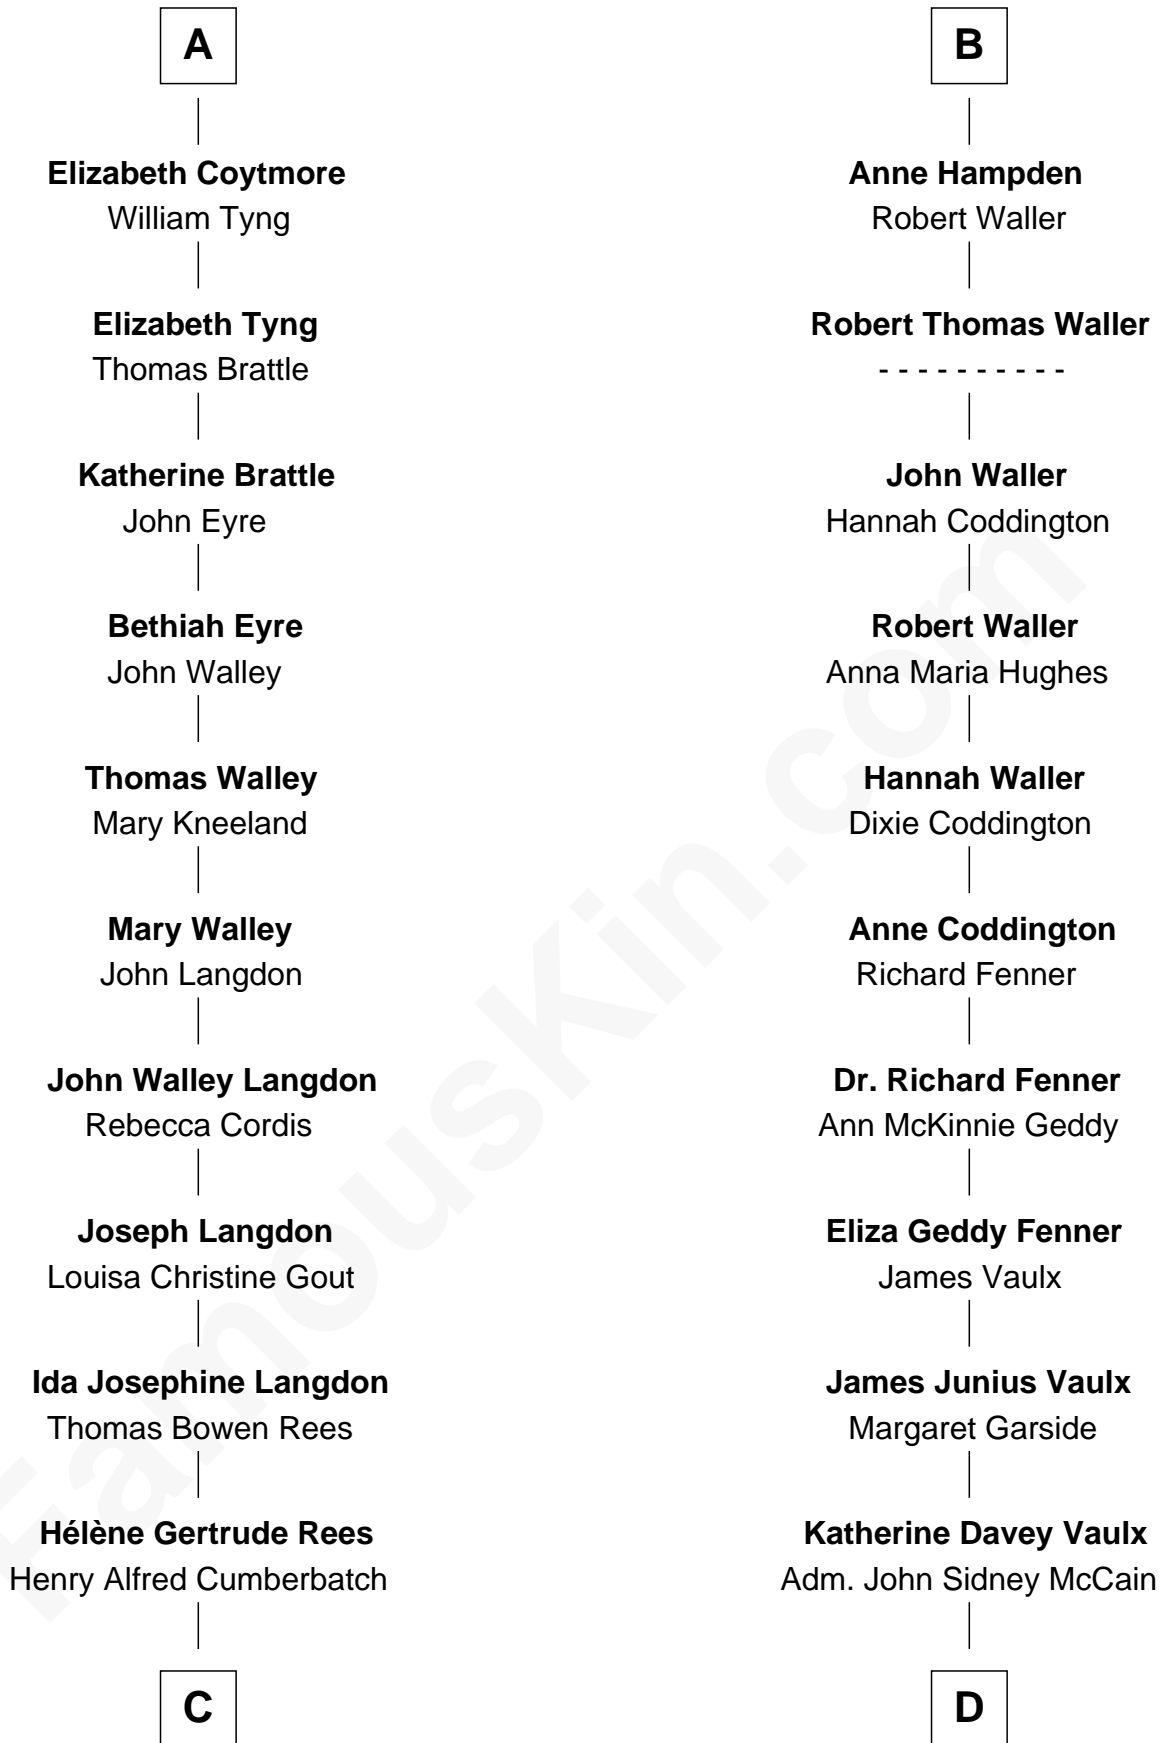 A
Elizabeth Coytmore
William Tyng
Elizabeth Tyng
Thomas Brattle
Katherine Brattle
John Eyre
Bethiah Eyre
John Walley
Thomas Walley
Mary Kneeland
Mary Walley
John Langdon
John Walley Langdon
Rebecca Cordis
Joseph Langdon
Louisa Christine Gout
Ida Josephine Langdon
Thomas Bowen Rees
Hélène Gertrude Rees
Henry Alfred Cumberbatch
C
B
Anne Hampden
Robert Waller
Robert Thomas Waller
- - - - - - - - - -
John Waller
Hannah Coddington
Robert Waller
Anna Maria Hughes
Hannah Waller
Dixie Coddington
Anne Coddington
Richard Fenner
Dr. Richard Fenner
Ann McKinnie Geddy
Eliza Geddy Fenner
James Vaulx
James Junius Vaulx
Margaret Garside
Katherine Davey Vaulx
Adm. John Sidney McCain
D
FamousKin.com